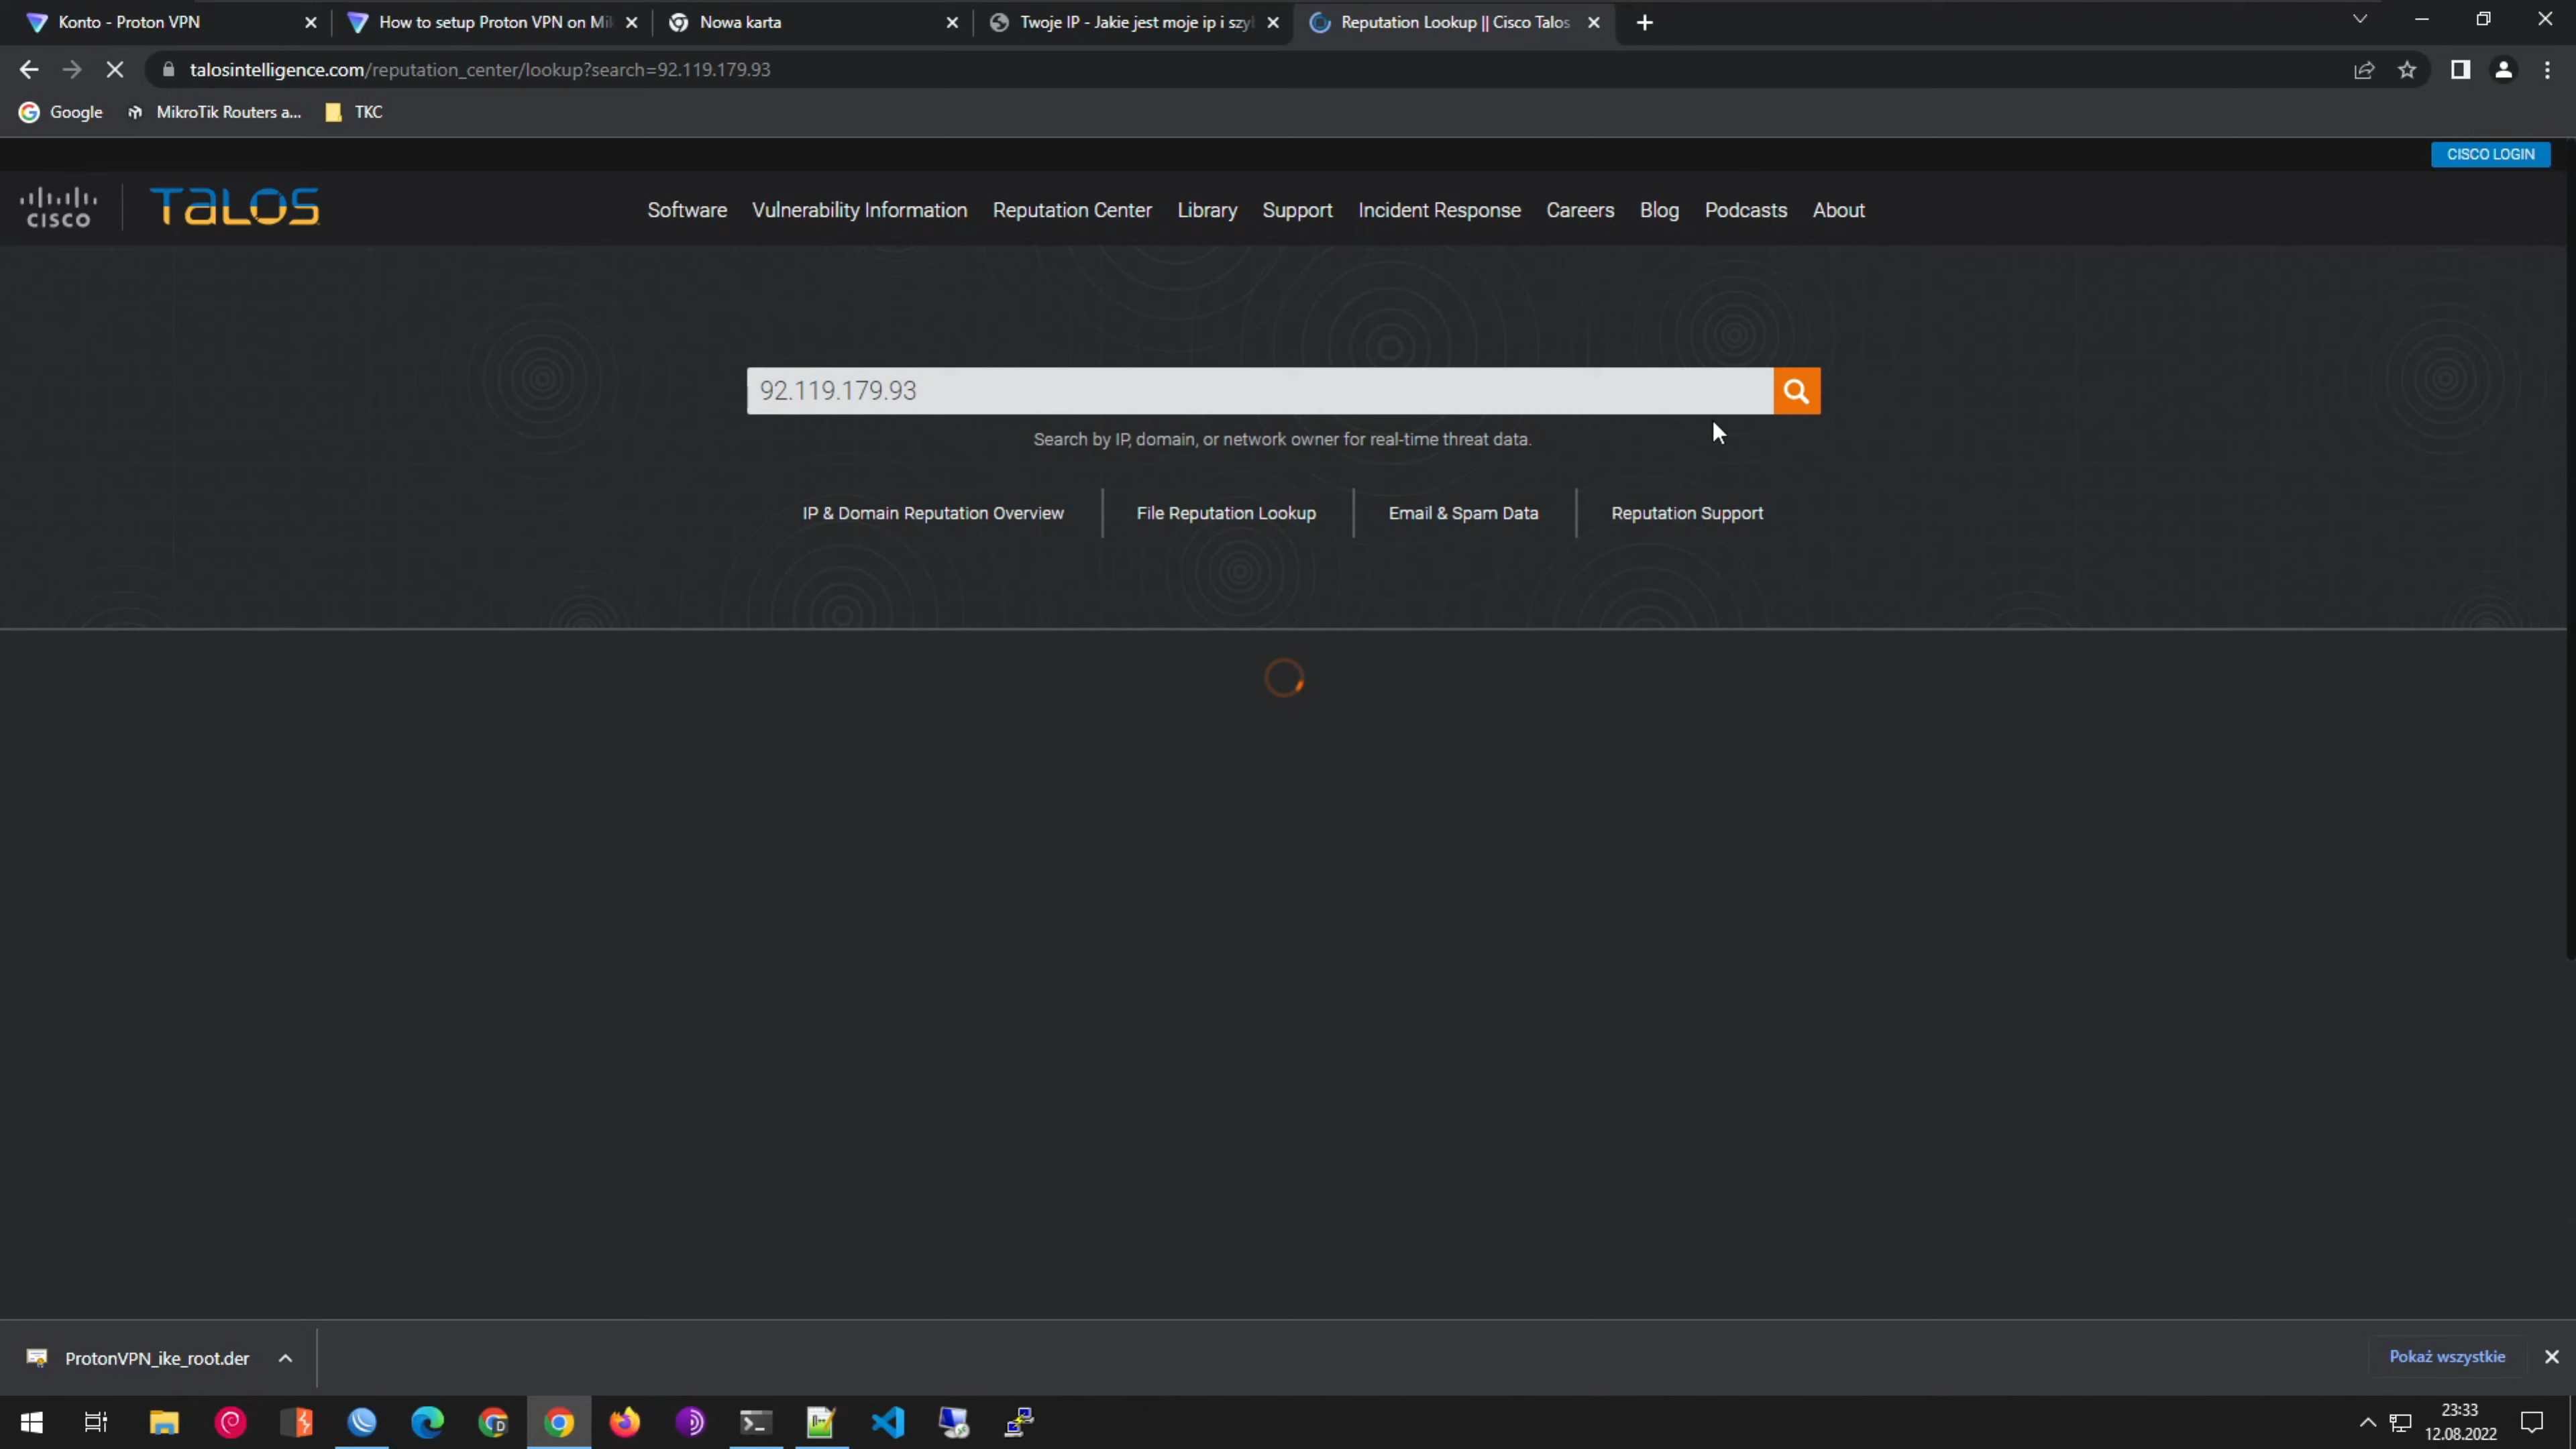 Konto - Proton VPN
How to setup Proton VPN on Mi
Nowa karta
Twoje IP - Jakie jest moje ip i szy
Reputation Lookup || Cisco Talos
talosintelligence.com/reputation_center/lookup?search=92.119.179.93
Google
MikroTik Routers a...
TKC
CISCO LOGIN
CISCO
TALOS
Software
Vulnerability Information
Reputation Center
Library
Support
Incident Response
Careers
Blog
Podcasts
About
92.119.179.93
Search by IP, domain, or network owner for real-time threat data.
IP & Domain Reputation Overview
File Reputation Lookup
Email & Spam Data
Reputation Support
ProtonVPN_ike_root.der
Pokaż wszystkie
23:33
12.08.2022